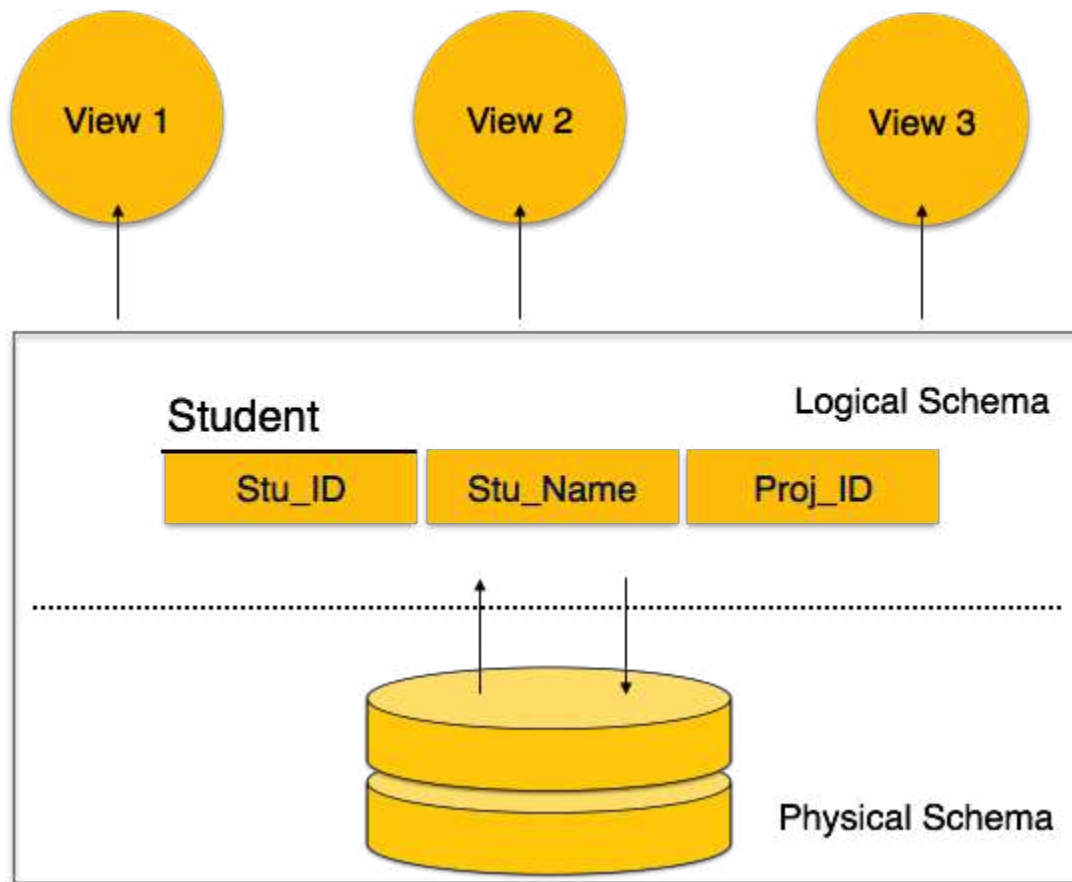 View 1
View 2
View 3
Logical Schema
Student
Stu_ID
Stu_Name
Proj_ID
Physical Schema